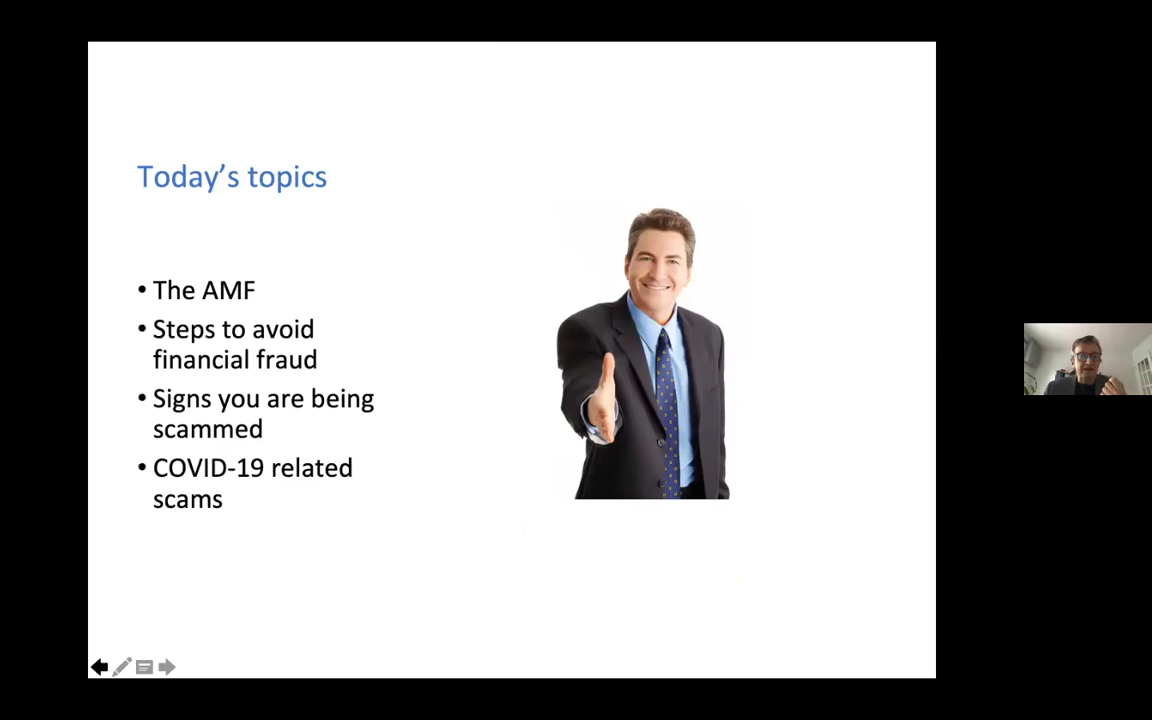 Today’s topics
• The AMF
• Steps to avoid
financial fraud
• Signs you are being
scammed
• COVID-19 related
scams